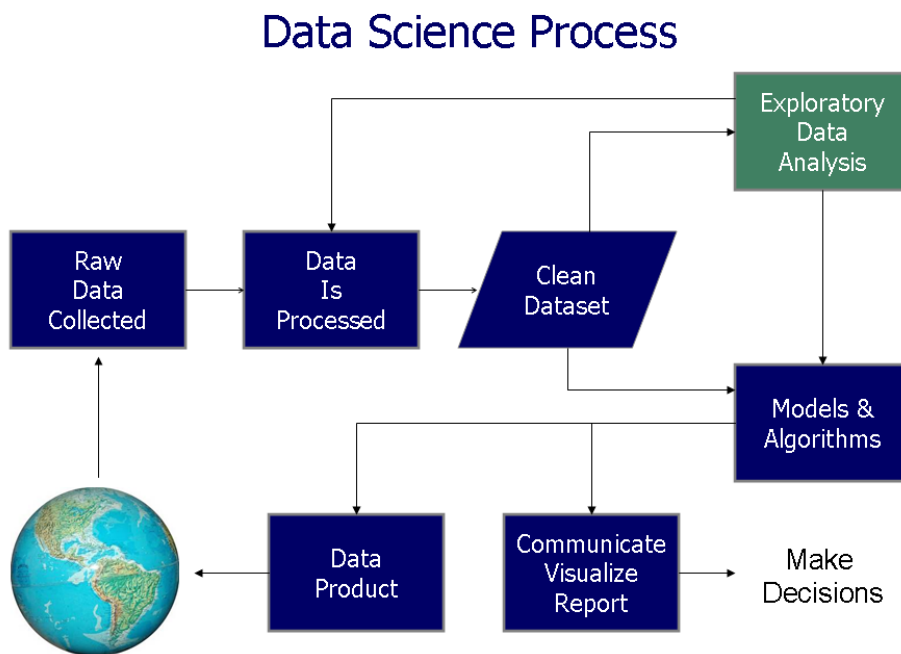 Data Science Process
Exploratory
Data
Analysis
Raw
Data
Collected
Data
Is
Processed
Clean
Dataset
Models &
Algorithms
Data
Product
Communicate
Visualize
Report
Make
Decisions